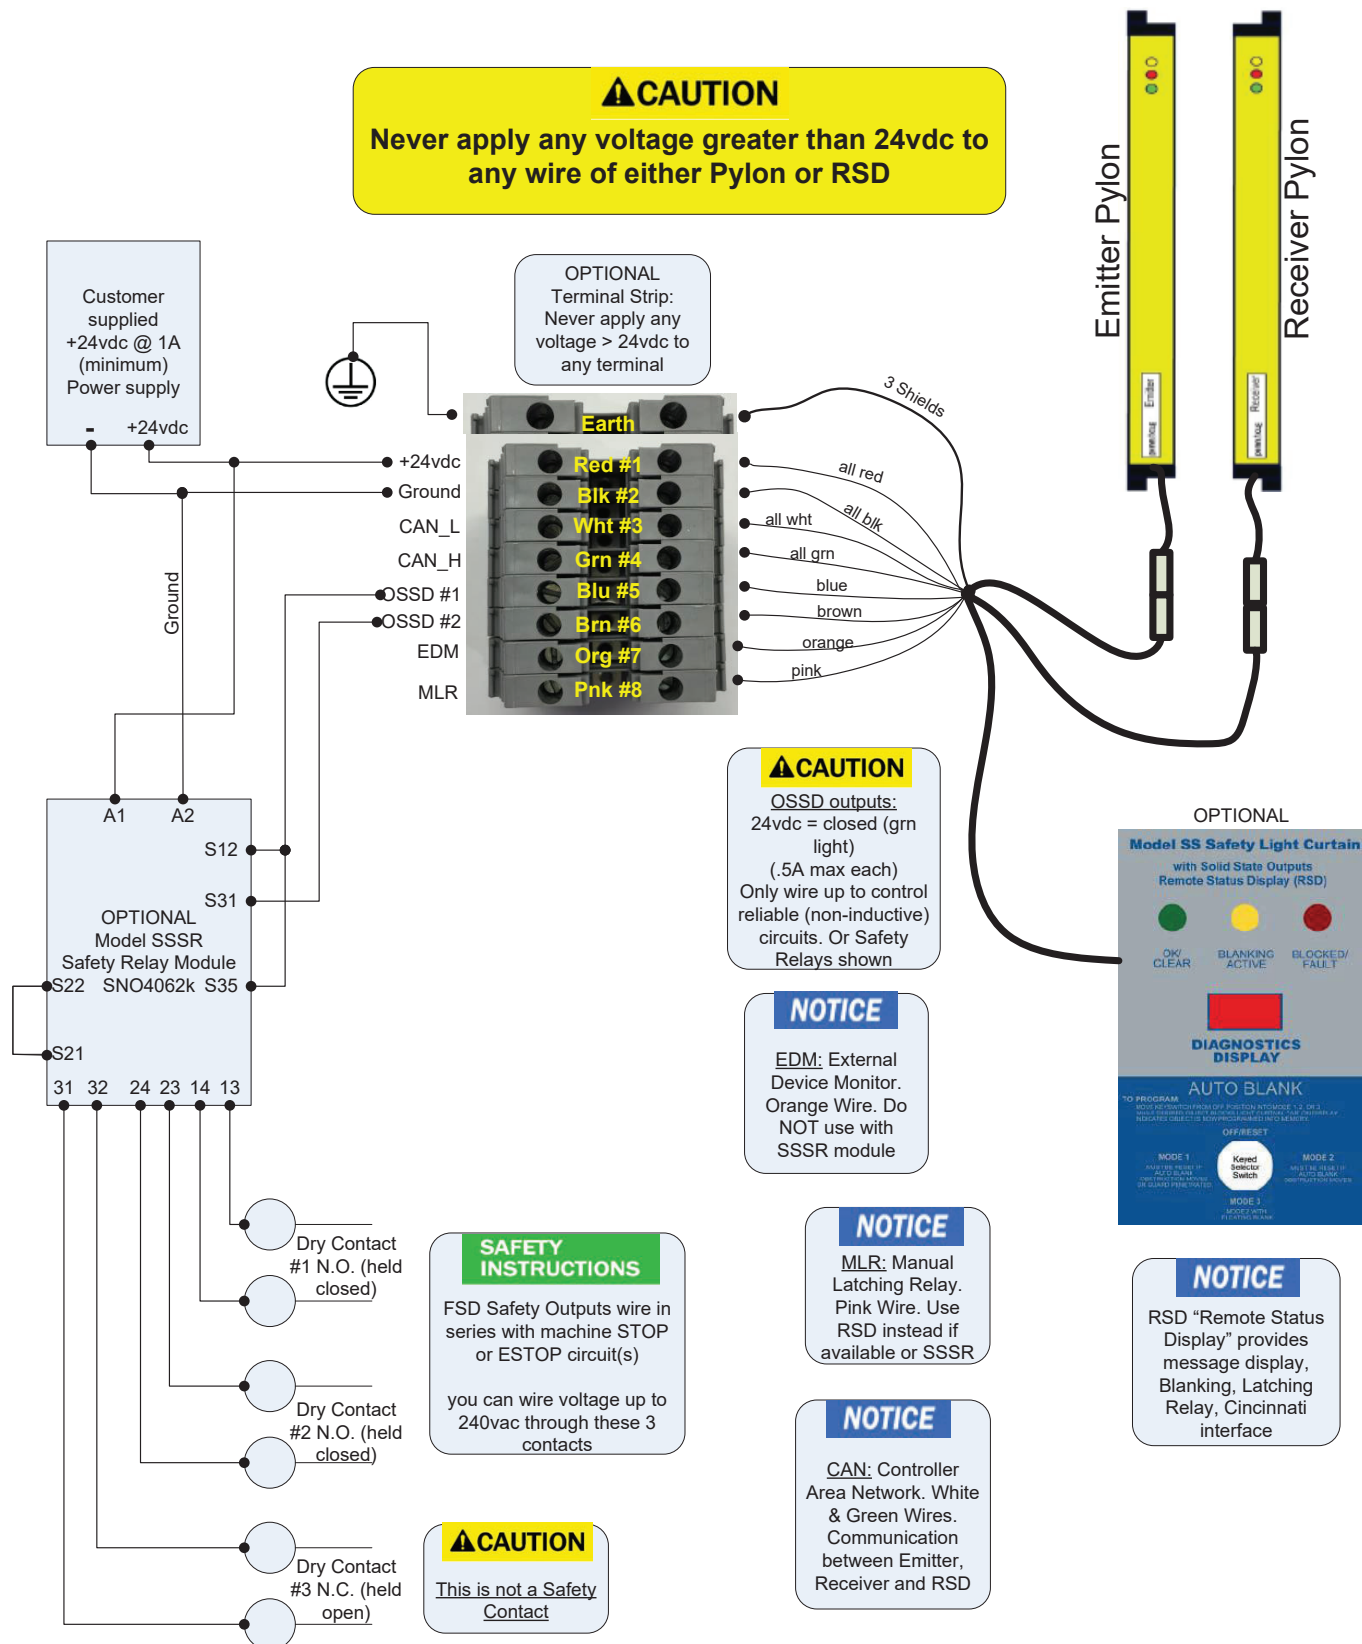 CAUTION
Never apply any voltage greater than 24vdc to
any wire of either Pylon or RSD
Emitter Pylon
Receiver Pylon
Emitter
Receiver
Customer
supplied
+24vdc @ 1A
(minimum)
Power supply
-
+24vdc
OPTIONAL
Terminal Strip:
Never apply any
voltage > 24vdc to
any terminal
Earth
3 Shields
+24vdc
Red #1
all red
Ground
Blk #2
all blk
CAN_L
Wht #3
all wht
CAN_H
Grn #4
all grn
OSSD #1
Blu #5
blue
OSSD #2
Brn #6
brown
EDM
Org #7
orange
MLR
Pnk #8
pink
Ground
A1
A2
S12
S31
OPTIONAL
Model SSSR
Safety Relay Module
S22
SNO4062k
S35
S21
31 32 24 23 14 13
CAUTION
OSSD outputs:
24vdc = closed (grn
light)
(.5A max each)
Only wire up to control
reliable (non-inductive)
circuits. Or Safety
Relays shown
NOTICE
EDM: External
Device Monitor.
Orange Wire. Do
NOT use with
SSSR module
OPTIONAL
Model SS Safety Light Curtain
with Solid State Outputs
Remote Status Display (RSD)
OK/
CLEAR
BLANKING
ACTIVE
BLOCKED/
FAULT
DIAGNOSTICS
DISPLAY
AUTO BLANK
TO PROGRAM
OFF/RESET
MODE 1
Keyed
Selector
Switch
MODE 2
MODE 3
Dry Contact
#1 N.O. (held
closed)
Dry Contact
#2 N.O. (held
closed)
Dry Contact
#3 N.C. (held
open)
SAFETY
INSTRUCTIONS
FSD Safety Outputs wire in
series with machine STOP
or ESTOP circuit(s)
you can wire voltage up to
240vac through these 3
contacts
CAUTION
This is not a Safety
Contact
NOTICE
MLR: Manual
Latching Relay.
Pink Wire. Use
RSD instead if
available or SSSR
NOTICE
CAN: Controller
Area Network. White
& Green Wires.
Communication
between Emitter,
Receiver and RSD
NOTICE
RSD “Remote Status
Display” provides
message display,
Blanking, Latching
Relay, Cincinnati
interface